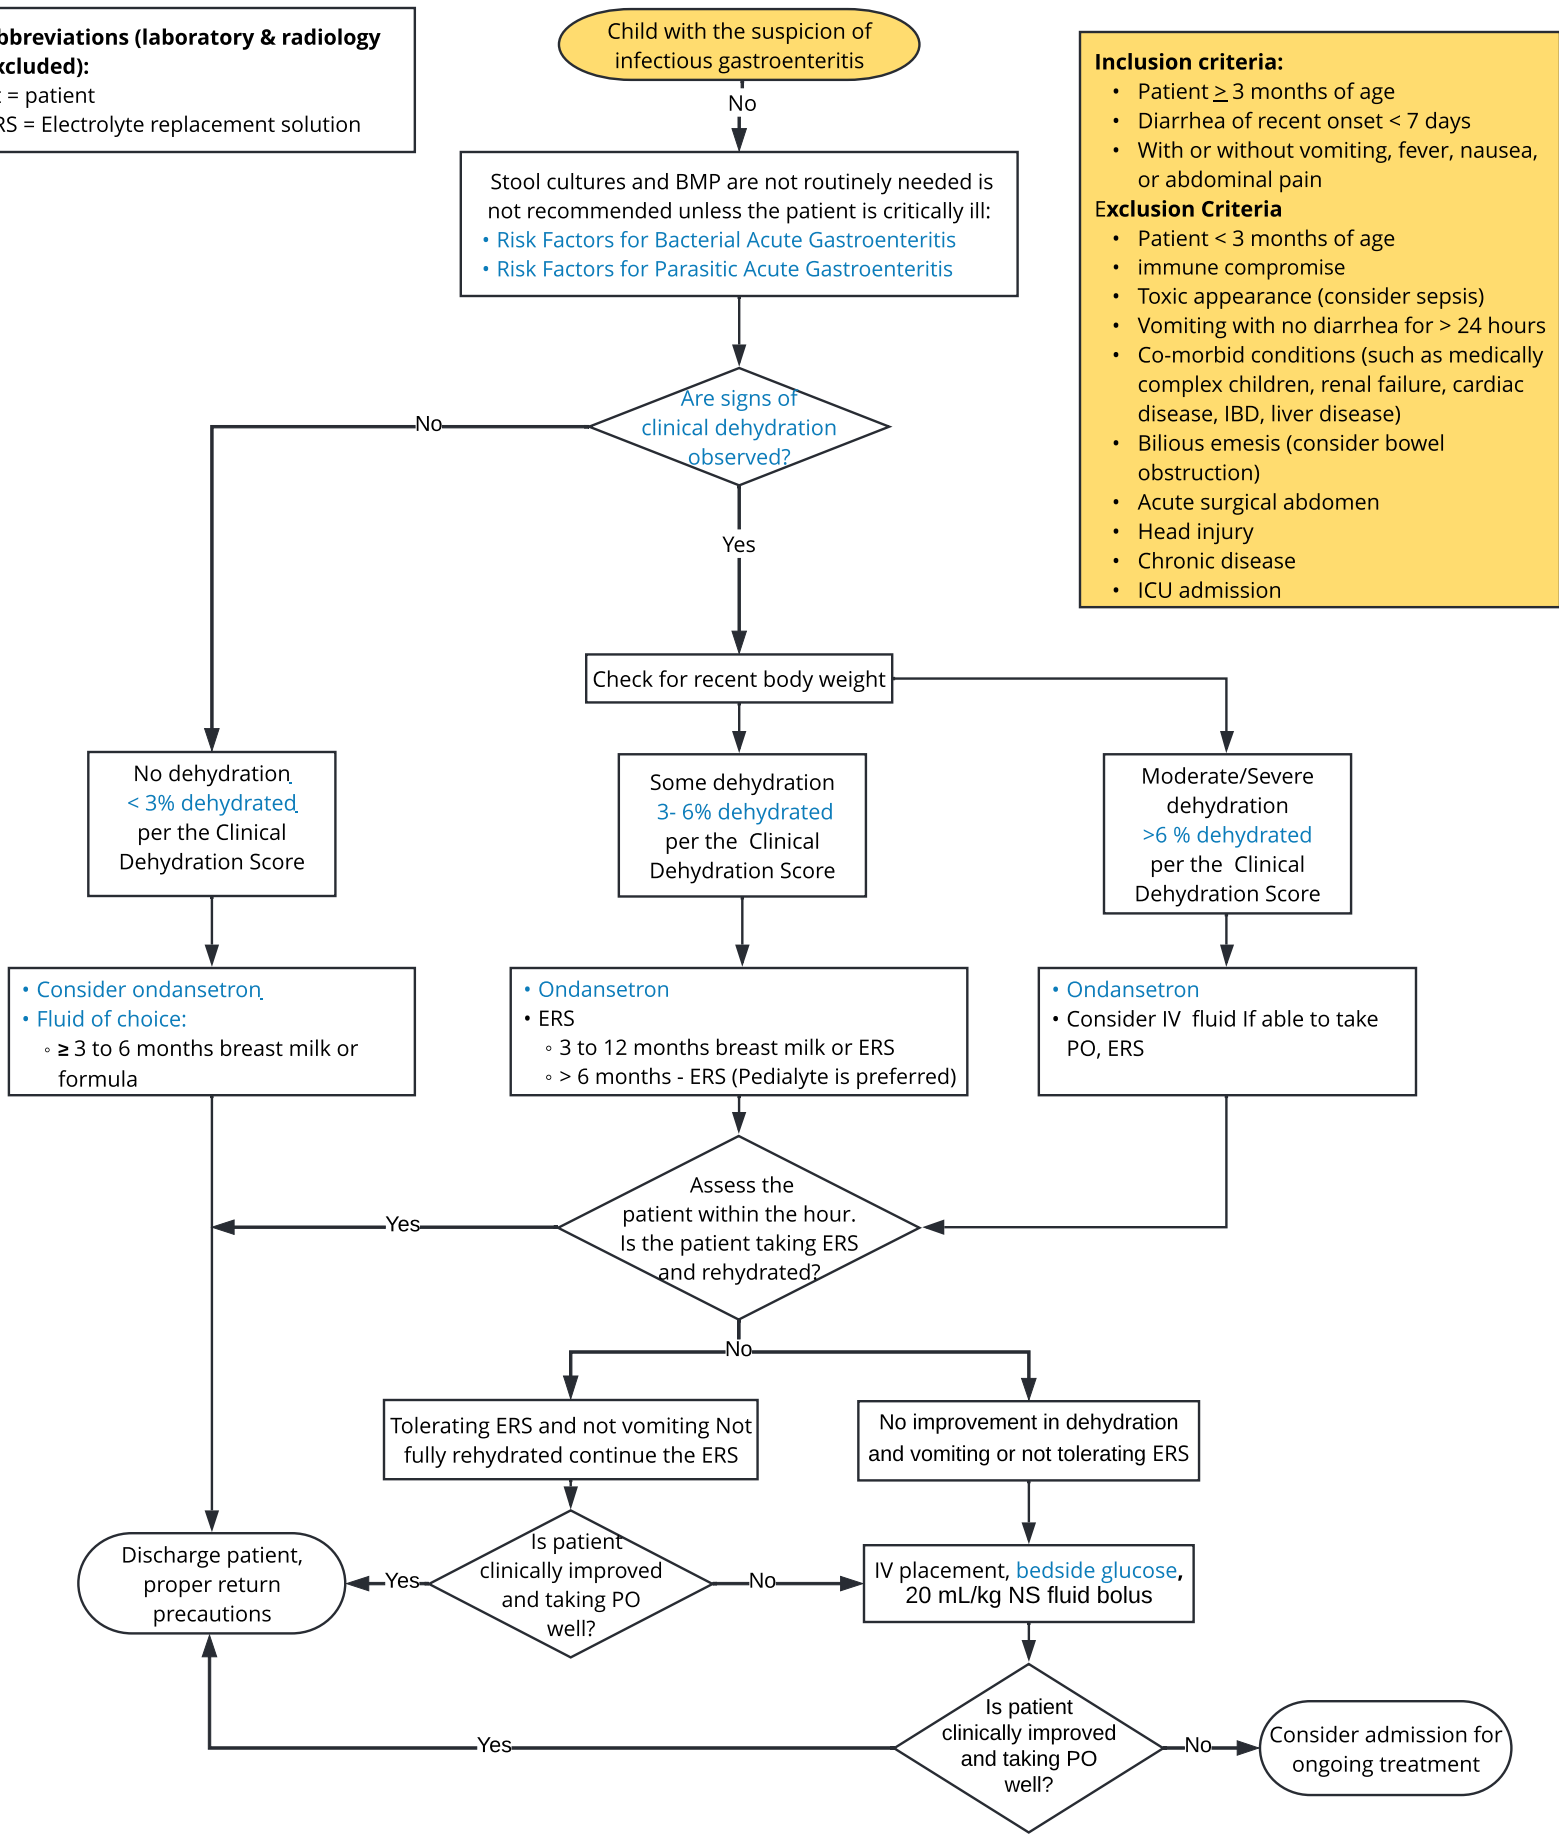 bbreviations (laboratory & radiology
xcluded):
= patient
RS = Electrolyte replacement solution
Child with the suspicion of
infectious gastroenteritis
No
Inclusion criteria:
• Patient ≥ 3 months of age
• Diarrhea of recent onset < 7 days
• With or without vomiting, fever, nausea,
or abdominal pain
Exclusion Criteria
• Patient < 3 months of age
• immune compromise
• Toxic appearance (consider sepsis)
• Vomiting with no diarrhea for > 24 hours
• Co-morbid conditions (such as medically
complex children, renal failure, cardiac
disease, IBD, liver disease)
• Bilious emesis (consider bowel
obstruction)
• Acute surgical abdomen
• Head injury
• Chronic disease
• ICU admission
Stool cultures and BMP are not routinely needed is
not recommended unless the patient is critically ill:
• Risk Factors for Bacterial Acute Gastroenteritis
• Risk Factors for Parasitic Acute Gastroenteritis
Are signs of
clinical dehydration
observed?
No
Yes
Check for recent body weight
No dehydration
< 3% dehydrated
per the Clinical
Dehydration Score
Some dehydration
3- 6% dehydrated
per the Clinical
Dehydration Score
Moderate/Severe
dehydration
>6 % dehydrated
per the Clinical
Dehydration Score
• Consider ondansetron
• Fluid of choice:
◦ ≥ 3 to 6 months breast milk or
formula
• Ondansetron
• ERS
◦ 3 to 12 months breast milk or ERS
◦ > 6 months - ERS (Pedialyte is preferred)
• Ondansetron
• Consider IV fluid If able to take
PO, ERS
Assess the
patient within the hour.
Is the patient taking ERS
and rehydrated?
Yes
No
Tolerating ERS and not vomiting Not
fully rehydrated continue the ERS
No improvement in dehydration
and vomiting or not tolerating ERS
Discharge patient,
proper return
precautions
Yes
Is patient
clinically improved
and taking PO
well?
No
IV placement, bedside glucose,
20 mL/kg NS fluid bolus
Yes
Is patient
clinically improved
and taking PO
well?
No
Consider admission for
ongoing treatment